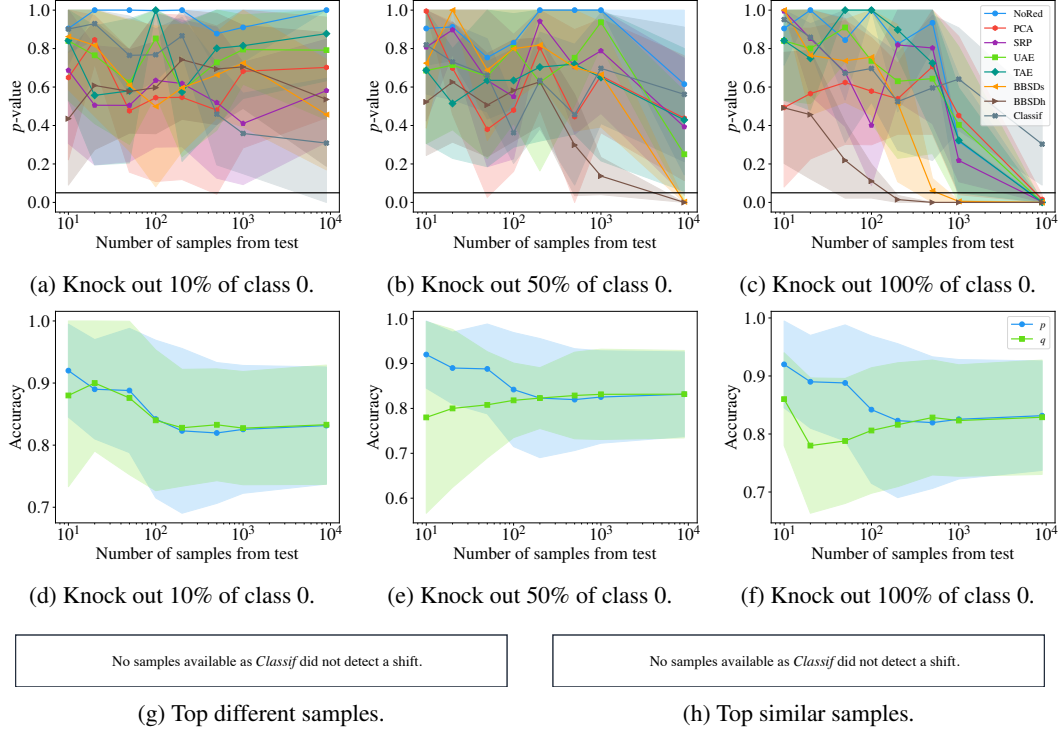 p-value
1.0
0.8
0.6
0.4
0.2
0.0
10^1 10^2 10^3 10^4
Number of samples from test
(a) Knock out 10% of class 0.
1.0
0.8
0.6
0.4
0.2
0.0
p-value
10^1 10^2 10^3 10^4
Number of samples from test
(b) Knock out 50% of class 0.
1.0
0.8
0.6
0.4
0.2
0.0
p-value
10^1 10^2 10^3 10^4
Number of samples from test
NoRed
PCA
SRP
UAE
TAE
BBSDs
BBSDh
Classif
(c) Knock out 100% of class 0.
Accuracy
1.0
0.9
0.8
0.7
10^1 10^2 10^3 10^4
Number of samples from test
(d) Knock out 10% of class 0.
Accuracy
1.0
0.9
0.8
0.7
0.6
10^1 10^2 10^3 10^4
Number of samples from test
(e) Knock out 50% of class 0.
Accuracy
1.0
0.9
0.8
0.7
10^1 10^2 10^3 10^4
Number of samples from test
p
q
(f) Knock out 100% of class 0.
No samples available as Classif did not detect a shift.
(g) Top different samples.
No samples available as Classif did not detect a shift.
(h) Top similar samples.